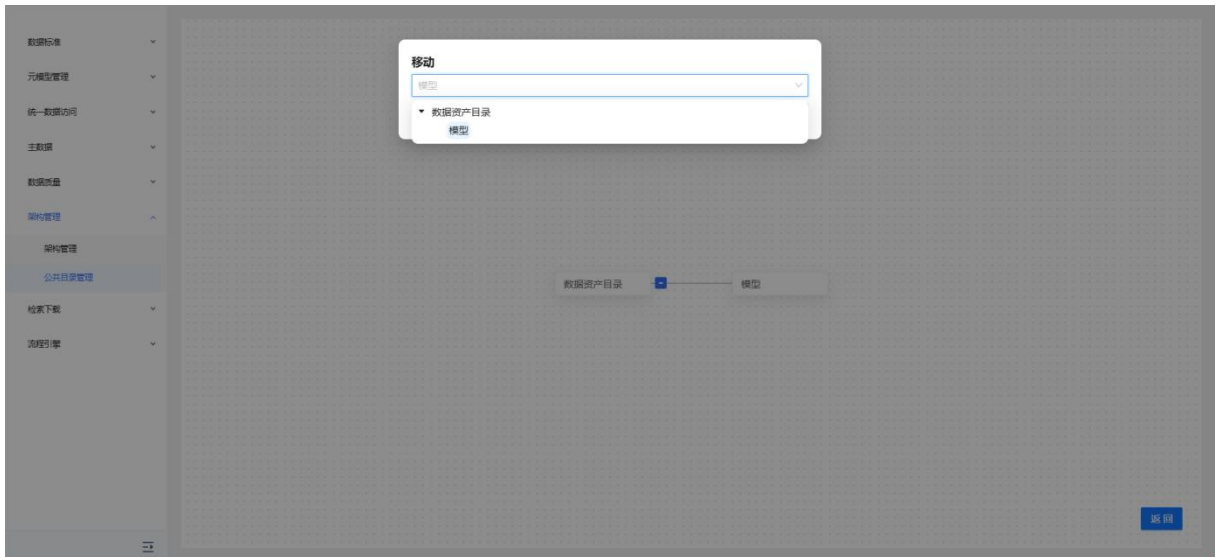 数据标准
元模型管理
统一数据访问
主数据
数据质量
架构管理
架构管理
公共目录管理
检索下载
流程引擎
移动
模型
数据资产目录
模型
数据资产目录
模型
返回